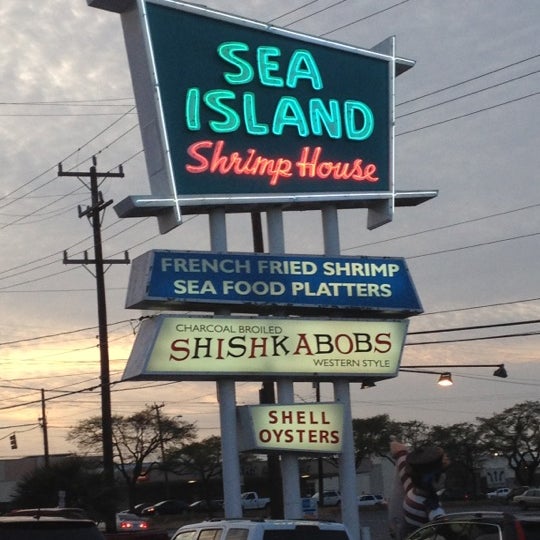 SEA
ISLAND
Shrimp House
FRENCH FRIED SHRIMP
SEA FOOD PLATTERS
CHARCOAL BROILED
SHISHKABOBS
WESTERN STYLE
SHELL
OYSTERS